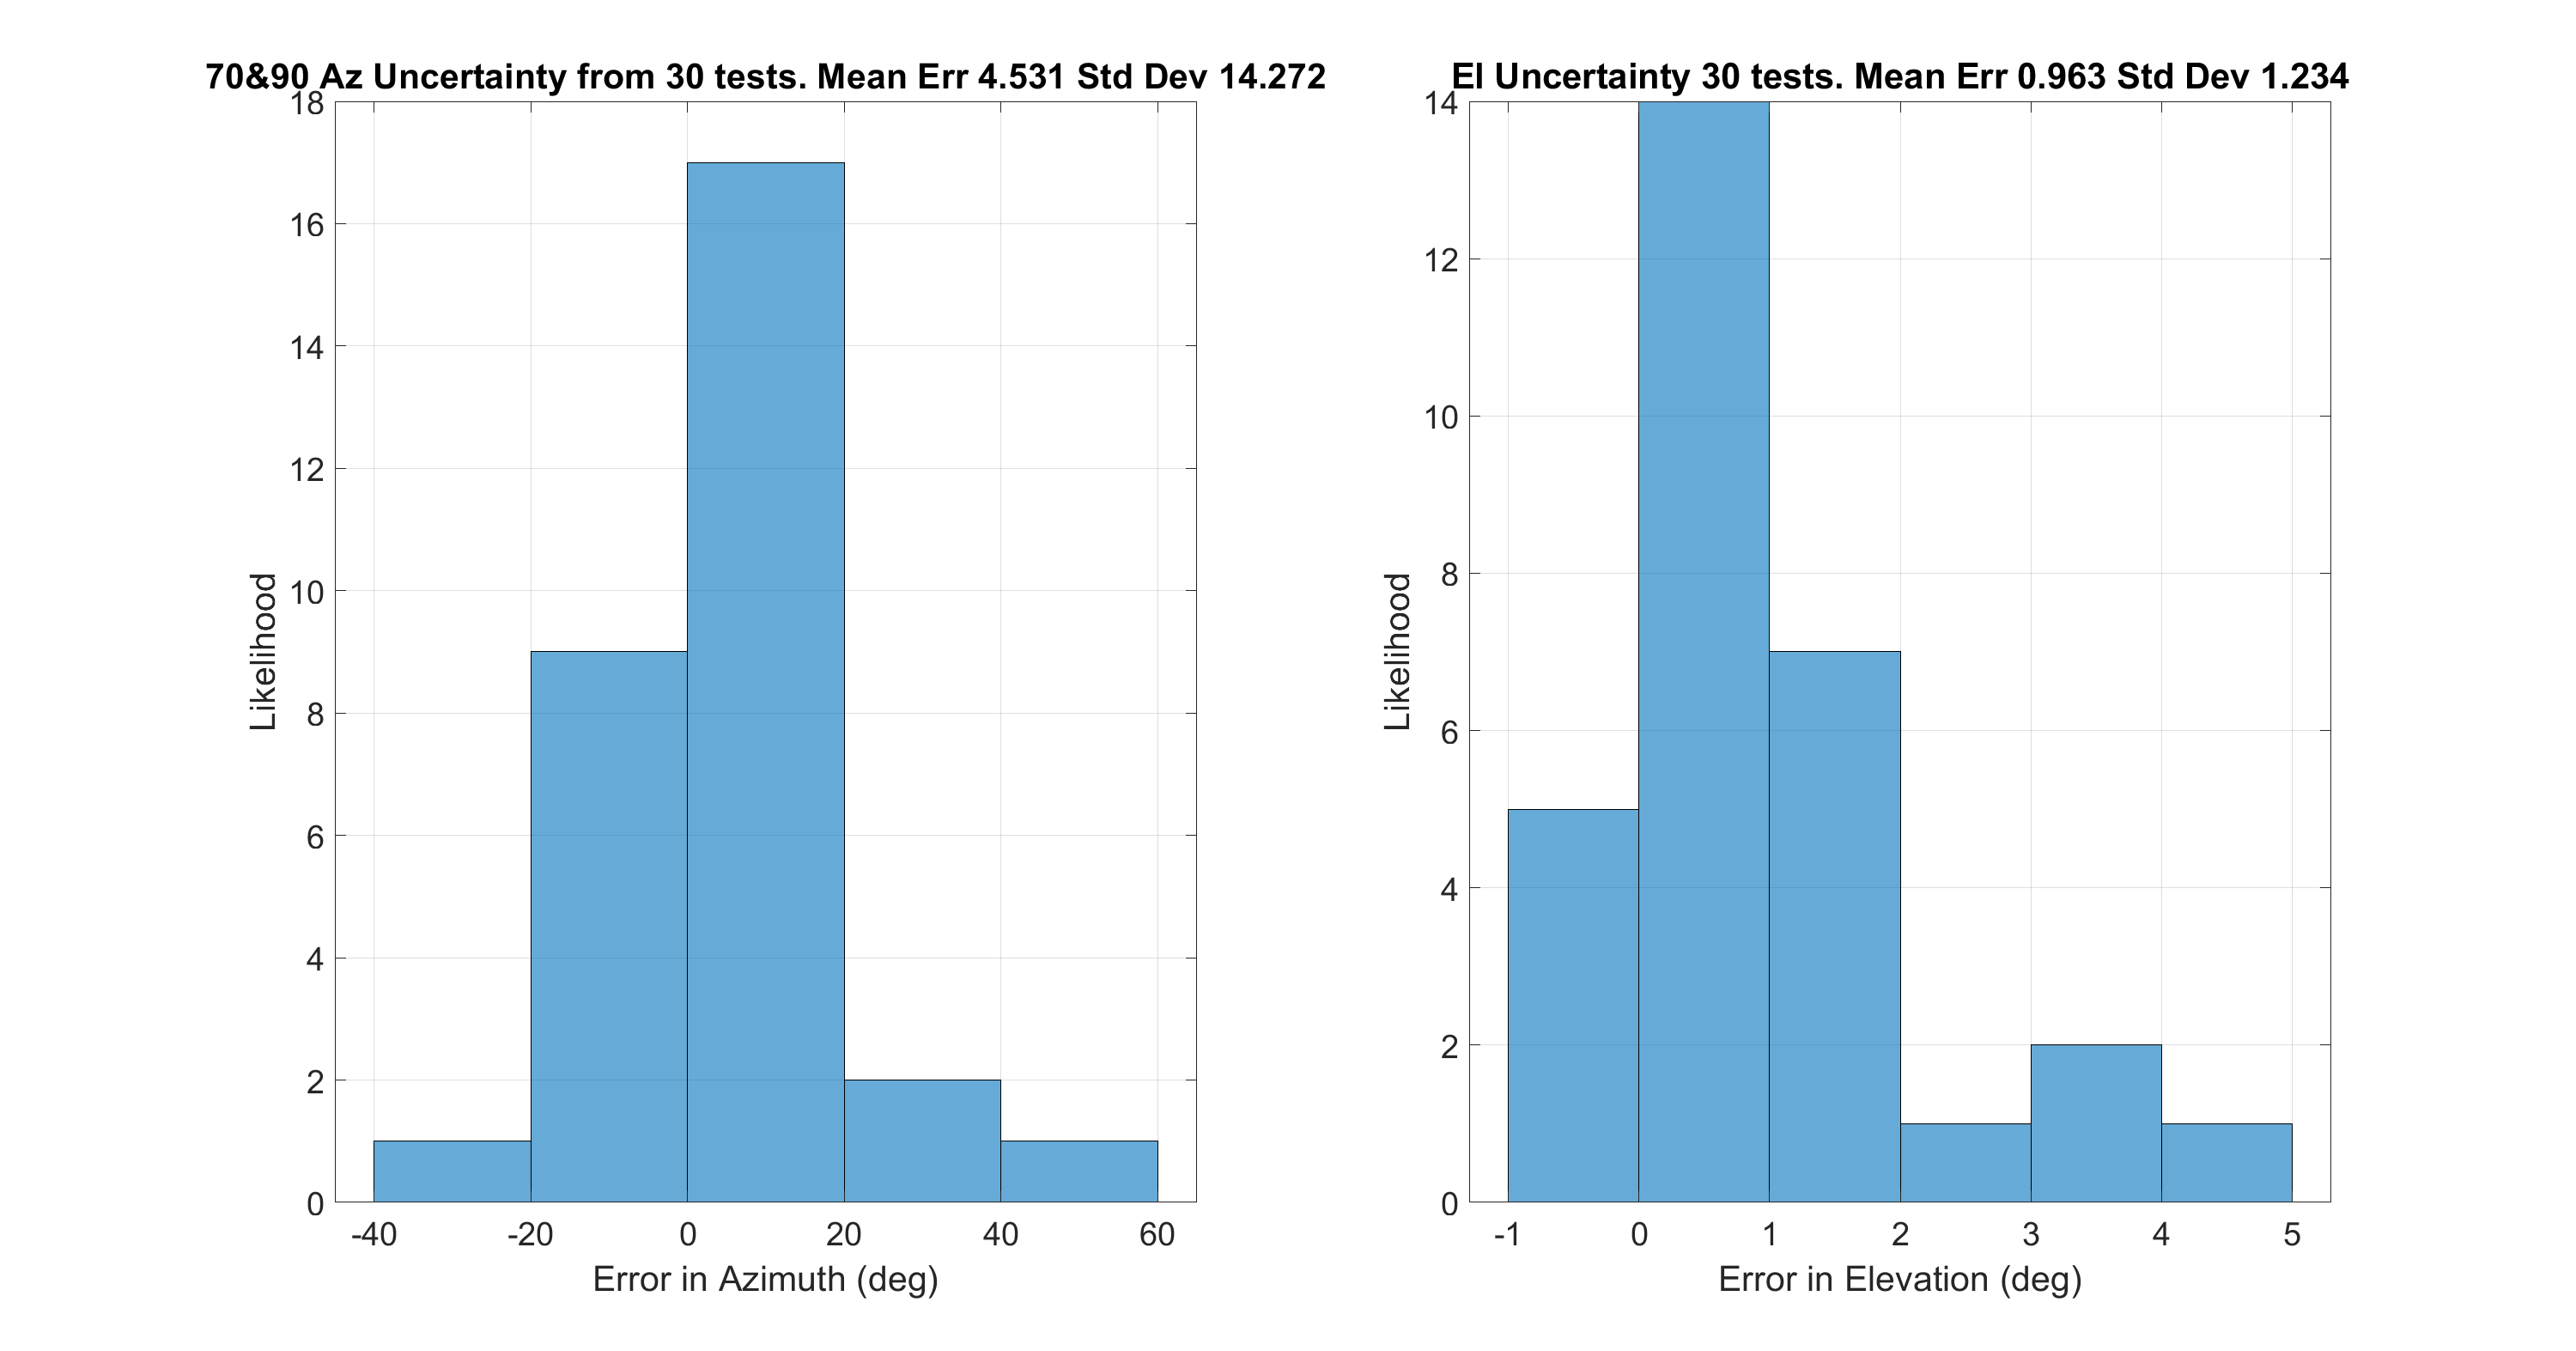 70&90 Az Uncertainty from 30 tests. Mean Err 4.531 Std Dev 14.272
18
16
14
12
10
8
6
4
2
0
Likelihood
-40 -20 0 20 40 60
Error in Azimuth (deg)
El Uncertainty 30 tests. Mean Err 0.963 Std Dev 1.234
14
12
10
8
6
4
2
0
Likelihood
-1 0 1 2 3 4 5
Error in Elevation (deg)